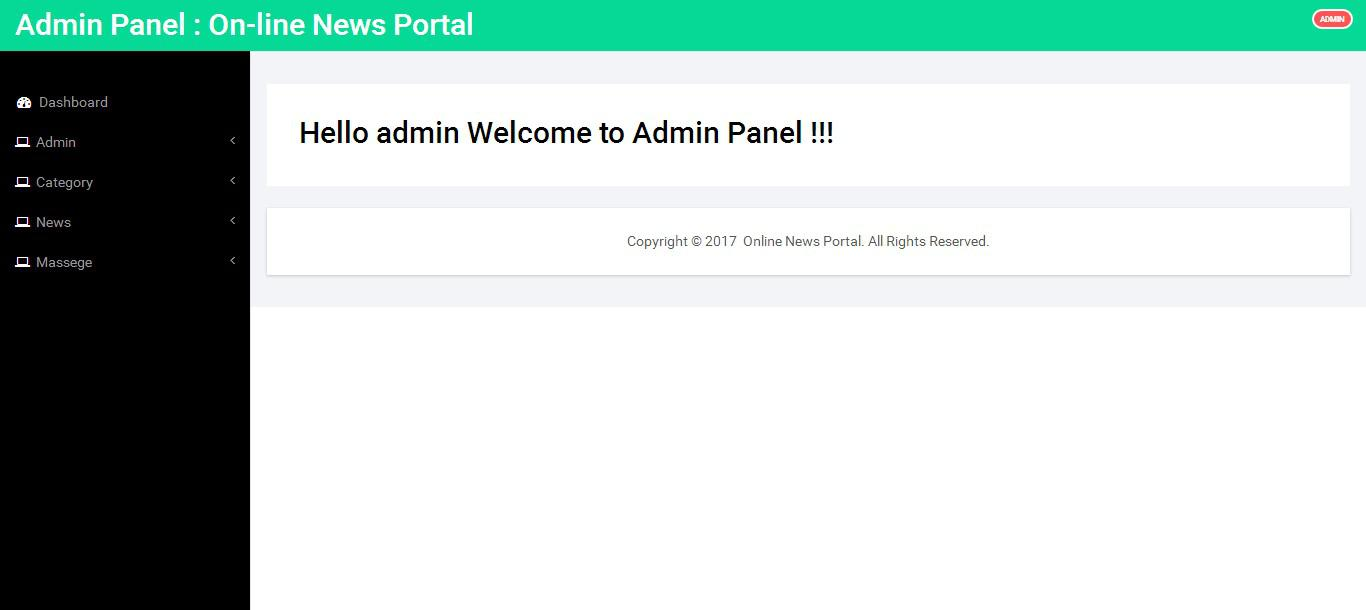 Admin Panel : On-line News Portal
ADMIN
Dashboard
Admin
Category
News
Massege
Hello admin Welcome to Admin Panel !!!
Copyright © 2017 Online News Portal. All Rights Reserved.